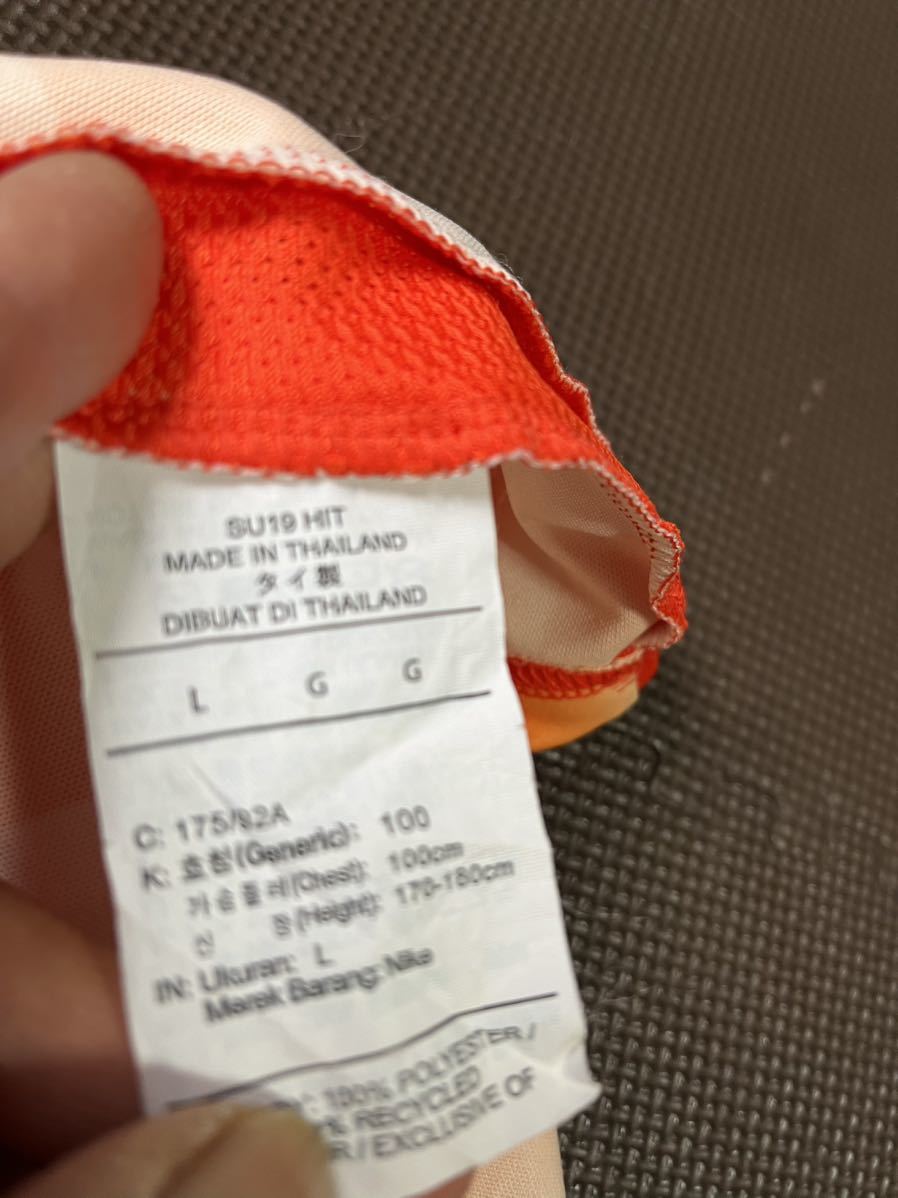 SU19 HIT
MADE IN THAILAND
タイ製
DIBUAT DI THAILAND
L G G
C: 175/92A
K: 호칭(Generic): 100
가슴둘레(Chest): 100cm
신 장(Height): 170-180cm
IN: Ukuran: L
Merek Barang: Nike
: 100% POLYESTER /
% RECYCLED
R / EXCLUSIVE OF